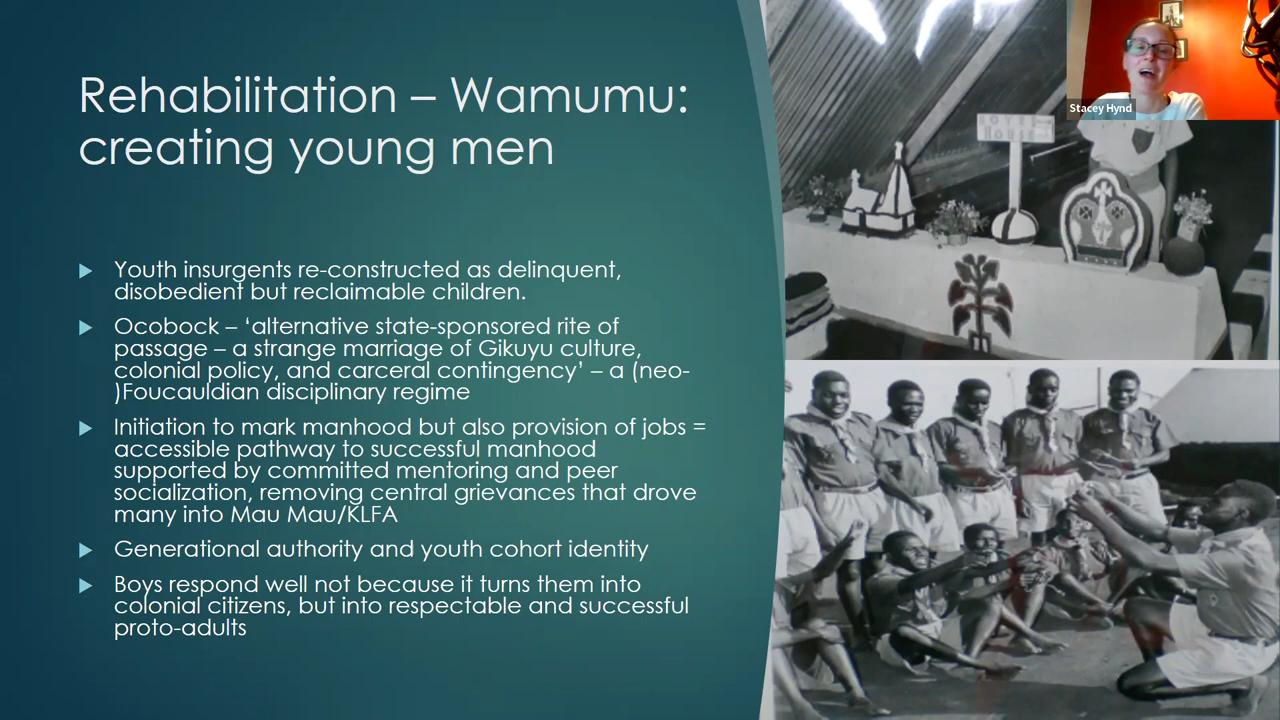 Rehabilitation – Wamumu:
creating young men
Youth insurgents re-constructed as delinquent,
disobedient but reclaimable children.
Ocobock – ‘alternative state-sponsored rite of
passage – a strange marriage of Gikuyu culture,
colonial policy, and carceral contingency’ – a (neo-
)Foucauldian disciplinary regime
Initiation to mark manhood but also provision of jobs =
accessible pathway to successful manhood
supported by committed mentoring and peer
socialization, removing central grievances that drove
many into Mau Mau/KLFA
Generational authority and youth cohort identity
Boys respond well not because it turns them into
colonial citizens, but into respectable and successful
proto-adults
Stacey Hynd
House